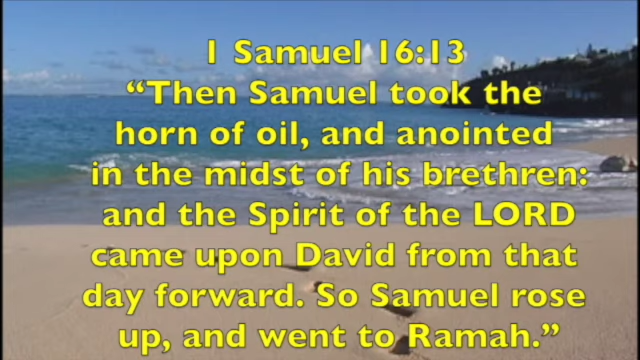 1 Samuel 16:13
“Then Samuel took the
horn of oil, and anointed
in the midst of his brethren:
and the Spirit of the LORD
came upon David from that
day forward. So Samuel rose
up, and went to Ramah.”